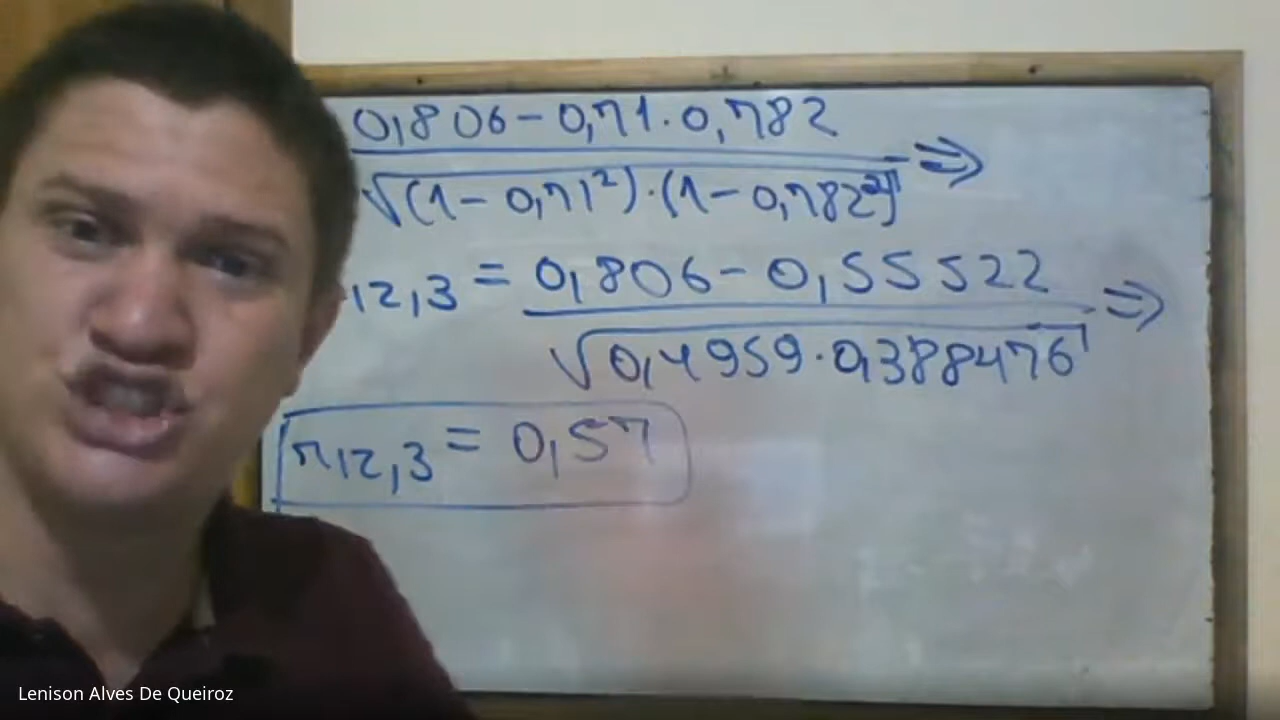 0,806 - 0,71 . 0,782
√(1 - 0,71²) . (1 - 0,782²) ⇒
12,3 = 0,806 - 0,55522
√0,4959 . 0,388476 ⇒
r12,3 = 0,57
Lenison Alves De Queiroz